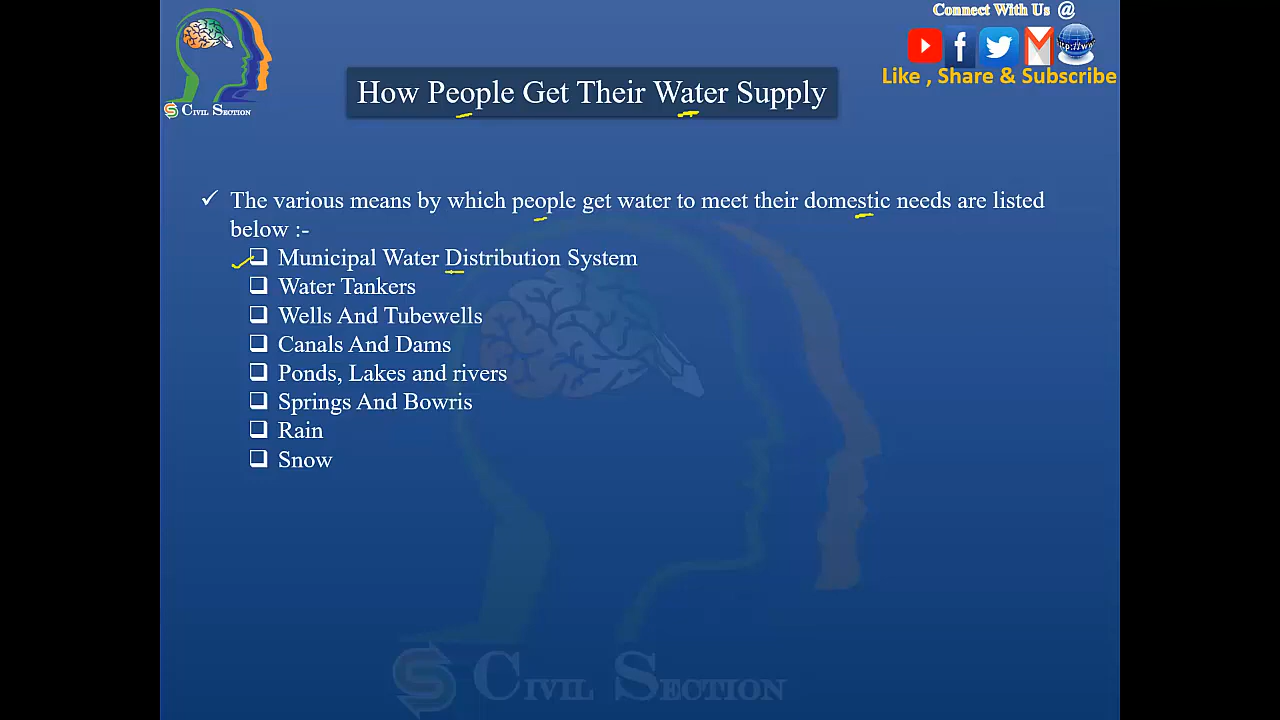 Connect With Us @
Like , Share & Subscribe
CS CIVIL SECTION
How People Get Their Water Supply
The various means by which people get water to meet their domestic needs are listed
below :-
Municipal Water Distribution System
Water Tankers
Wells And Tubewells
Canals And Dams
Ponds, Lakes and rivers
Springs And Bowris
Rain
Snow
CS CIVIL SECTION